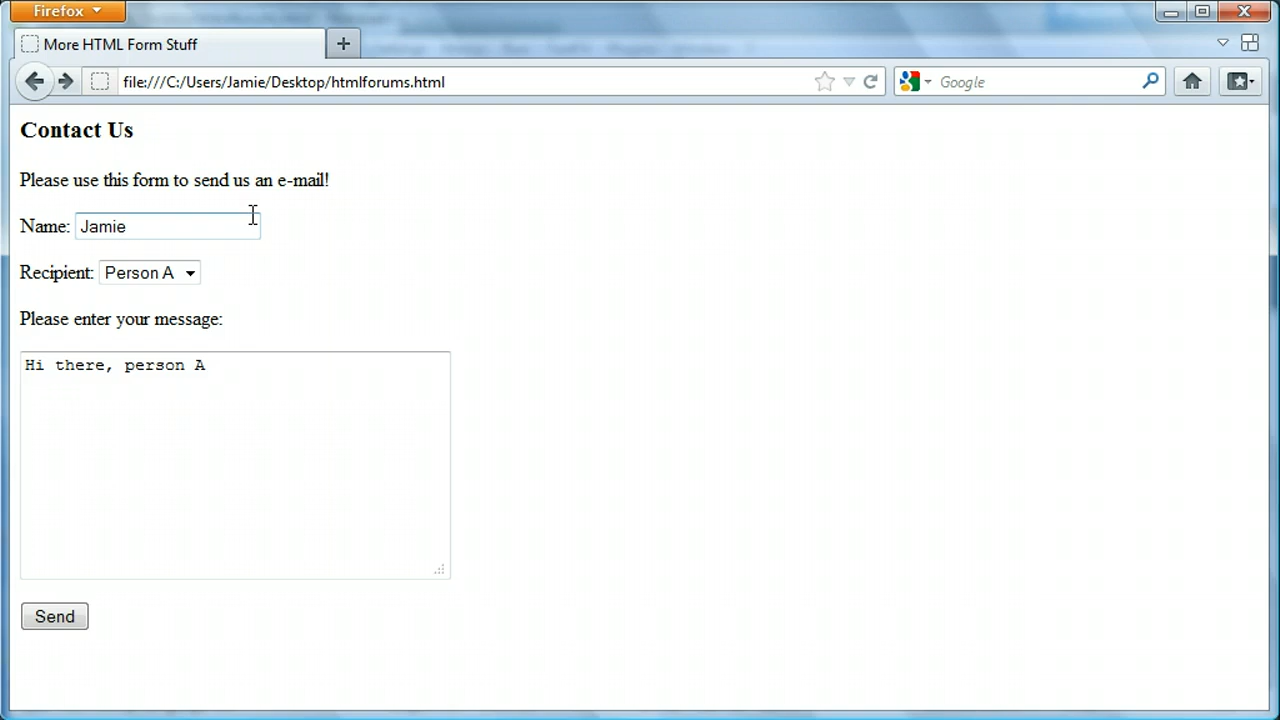 Firefox
More HTML Form Stuff
file:///C:/Users/Jamie/Desktop/htmlforums.html
Google
Contact Us
Please use this form to send us an e-mail!
Name: Jamie
Recipient: Person A
Please enter your message:
Hi there, person A
Send